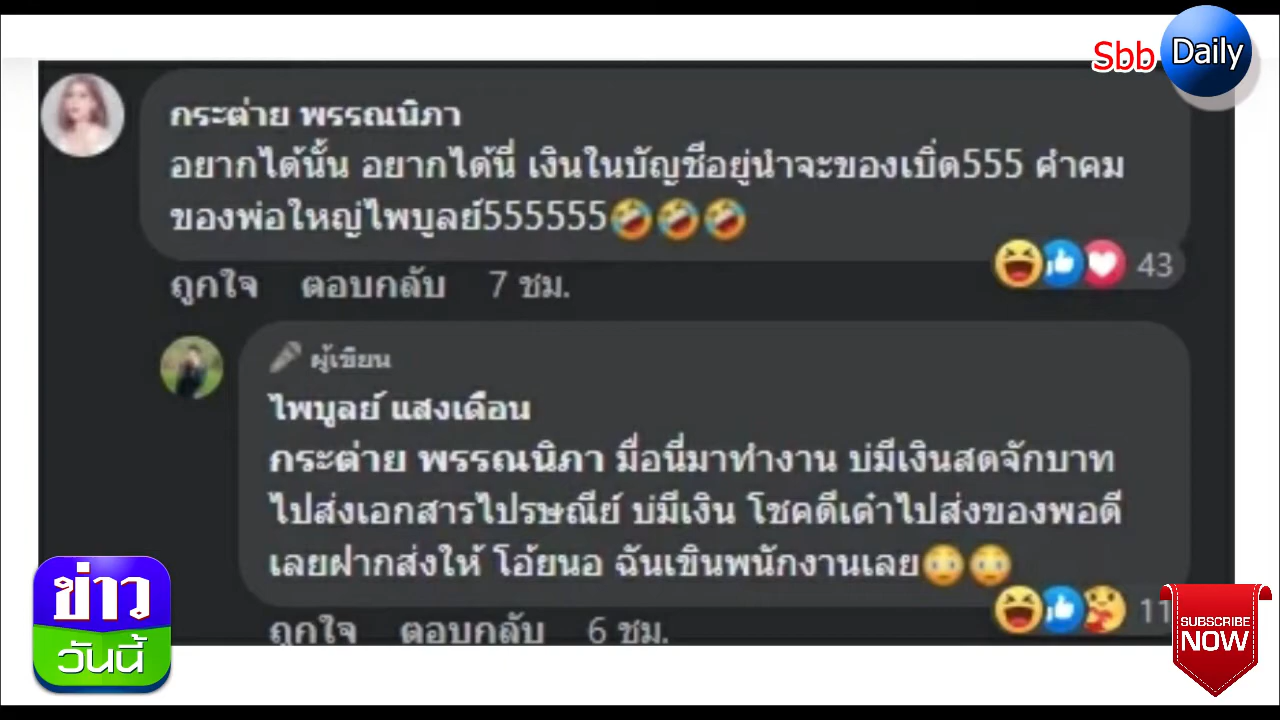 Sbb Daily
กระต่าย พรรณนิภา
อยากได้นั้น อยากได้นี่ เงินในบัญชีอยู่นำจะของเบิ่ด555 คำคม
ของพ่อใหญ่ไพบูลย์555555🤣🤣🤣
43
ถูกใจ ตอบกลับ 7 ชม.
ผู้เขียน
ไพบูลย์ แสงเดือน
กระต่าย พรรณนิภา มื่อนี่มาทำงาน บ่มีเงินสดจักบาท
ไปส่งเอกสารไปรษณีย์ บ่มีเงิน โชคดีเต๋าไปส่งของพอดี
เลยฝากส่งให้ โอ้ยนอ ฉันเขินพนักงานเลย😳😳
ถูกใจ ตอบกลับ 6 ชม.
ข่าว
วันนี้
SUBSCRIBE
NOW